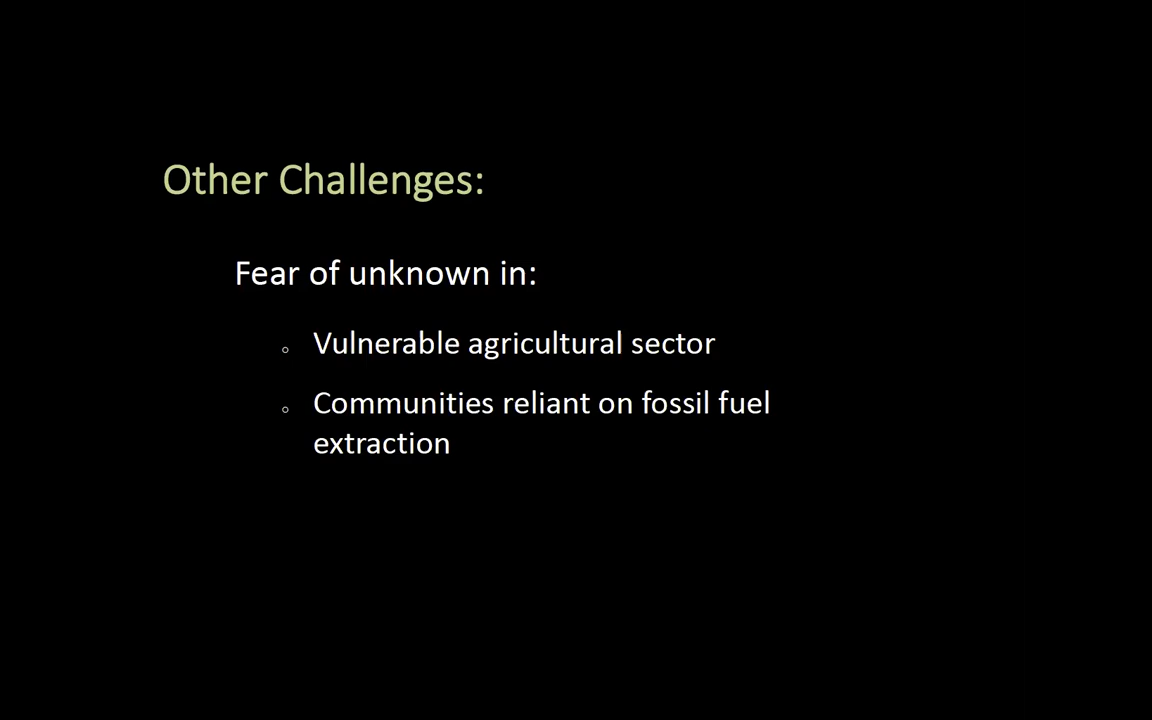 Other Challenges:
Fear of unknown in:
Vulnerable agricultural sector
Communities reliant on fossil fuel
extraction